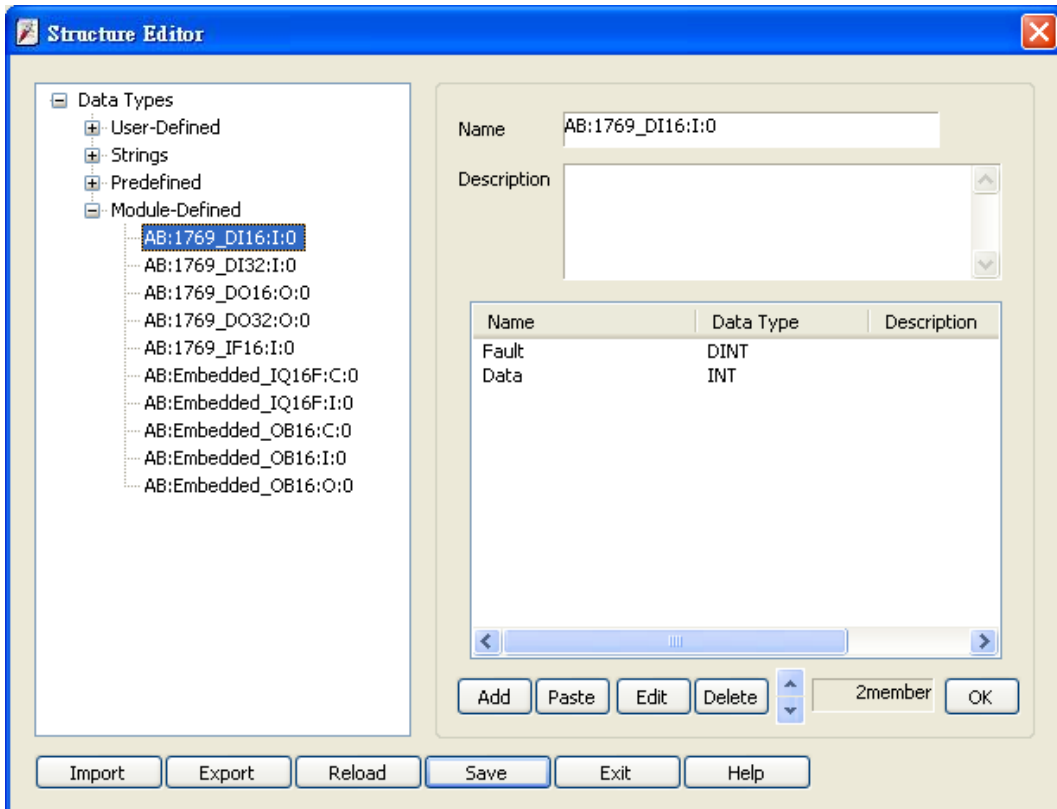 Structure Editor
Data Types
User-Defined
Strings
Predefined
Module-Defined
AB:1769_DI16:I:0
AB:1769_DI32:I:0
AB:1769_DO16:O:0
AB:1769_DO32:O:0
AB:1769_IF16:I:0
AB:Embedded_IQ16F:C:0
AB:Embedded_IQ16F:I:0
AB:Embedded_OB16:C:0
AB:Embedded_OB16:I:0
AB:Embedded_OB16:O:0
Name AB:1769_DI16:I:0
Description
Name Data Type Description
Fault DINT
Data INT
Add Paste Edit Delete 2member OK
Import Export Reload Save Exit Help